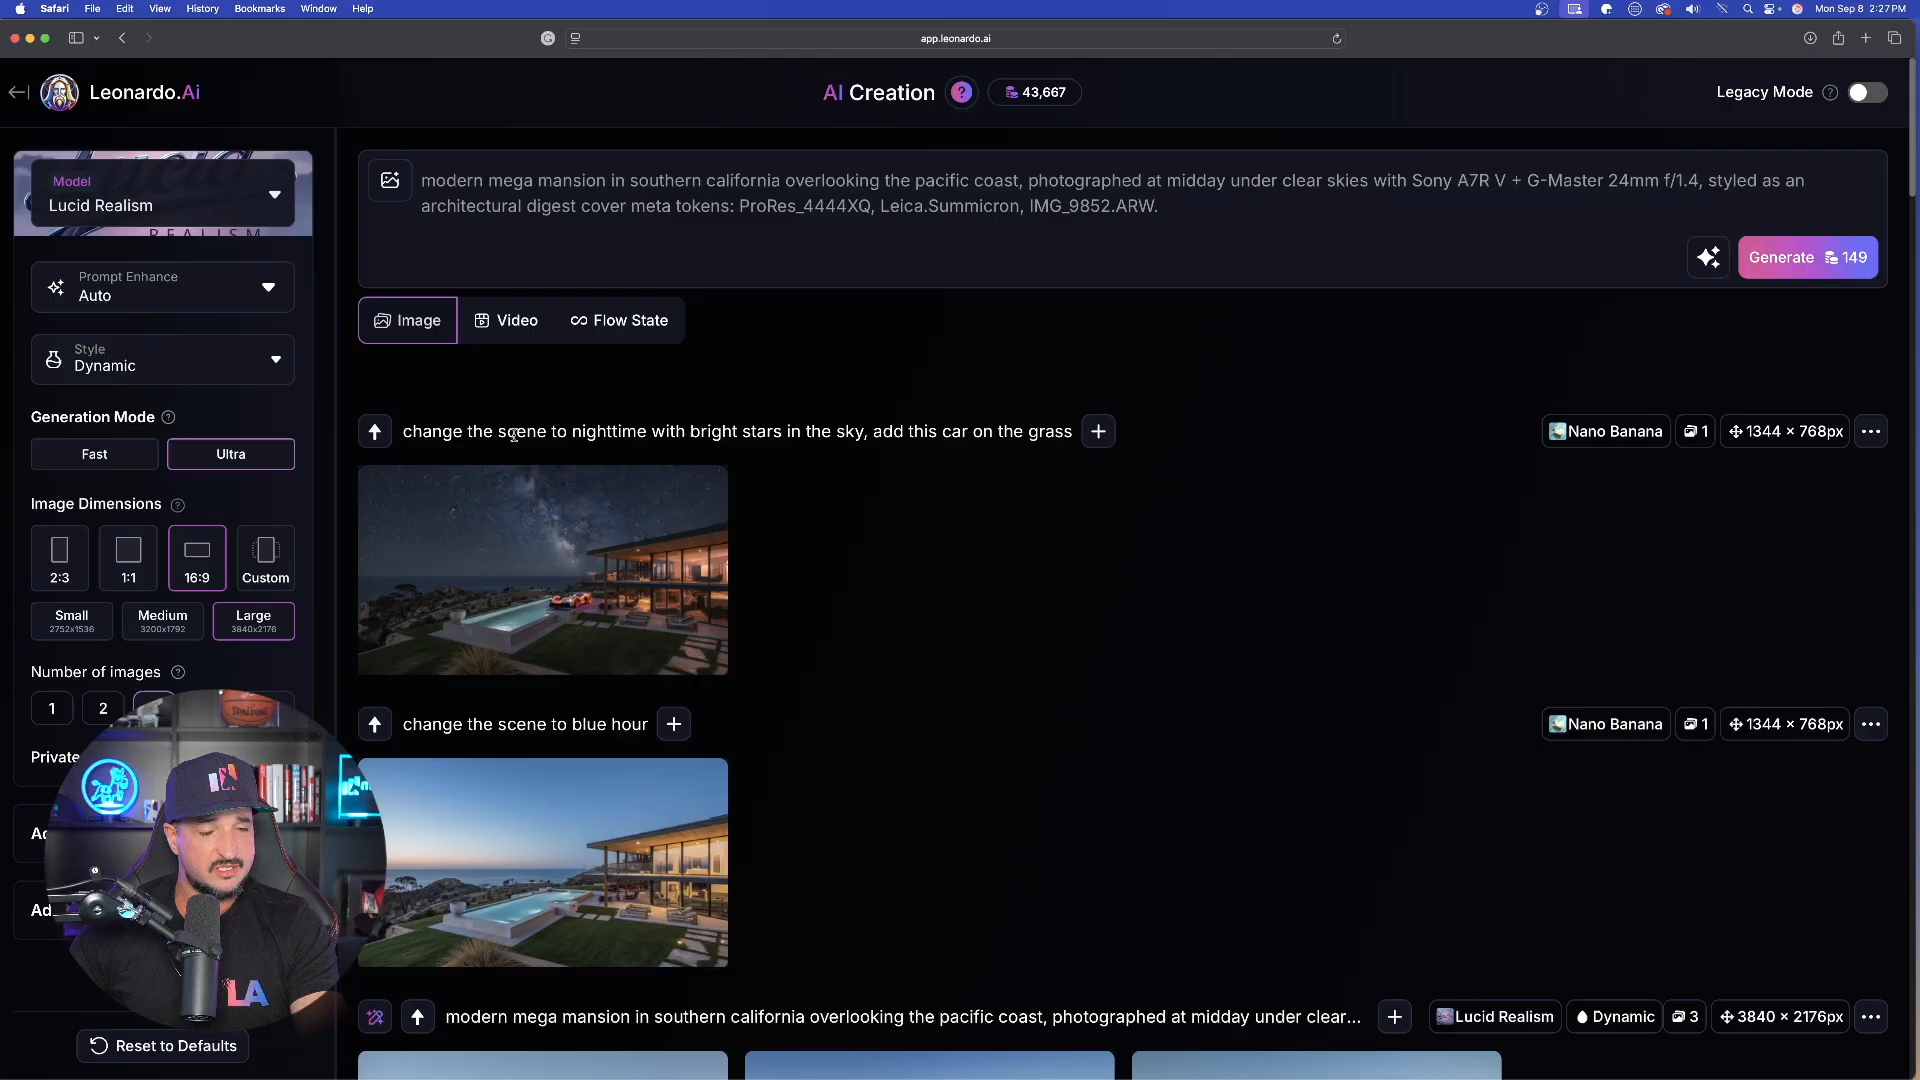 Safari File Edit View History Bookmarks Window Help
Mon Sep 8 2:27PM
app.leonardo.ai
Leonardo.Ai
AI Creation ? 43,667
Legacy Mode ?
Model
Lucid Realism
REALISM
modern mega mansion in southern california overlooking the pacific coast, photographed at midday under clear skies with Sony A7R V + G-Master 24mm f/1.4, styled as an
architectural digest cover meta tokens: ProRes_4444XQ, Leica.Summicron, IMG_9852.ARW.
Generate 149
Prompt Enhance
Auto
Image Video Flow State
Style
Dynamic
Generation Mode ?
Fast Ultra
change the scene to nighttime with bright stars in the sky, add this car on the grass
Nano Banana 1 1344 × 768px
Image Dimensions ?
2:3 1:1 16:9 Custom
Small Medium Large
2752x1536 3200x1792 3840x2176
Number of images ?
1 2
SPALDING
change the scene to blue hour
Nano Banana 1 1344 × 768px
Private
Ad
Ad
LA
modern mega mansion in southern california overlooking the pacific coast, photographed at midday under clear...
Lucid Realism Dynamic 3 3840 × 2176px
Reset to Defaults